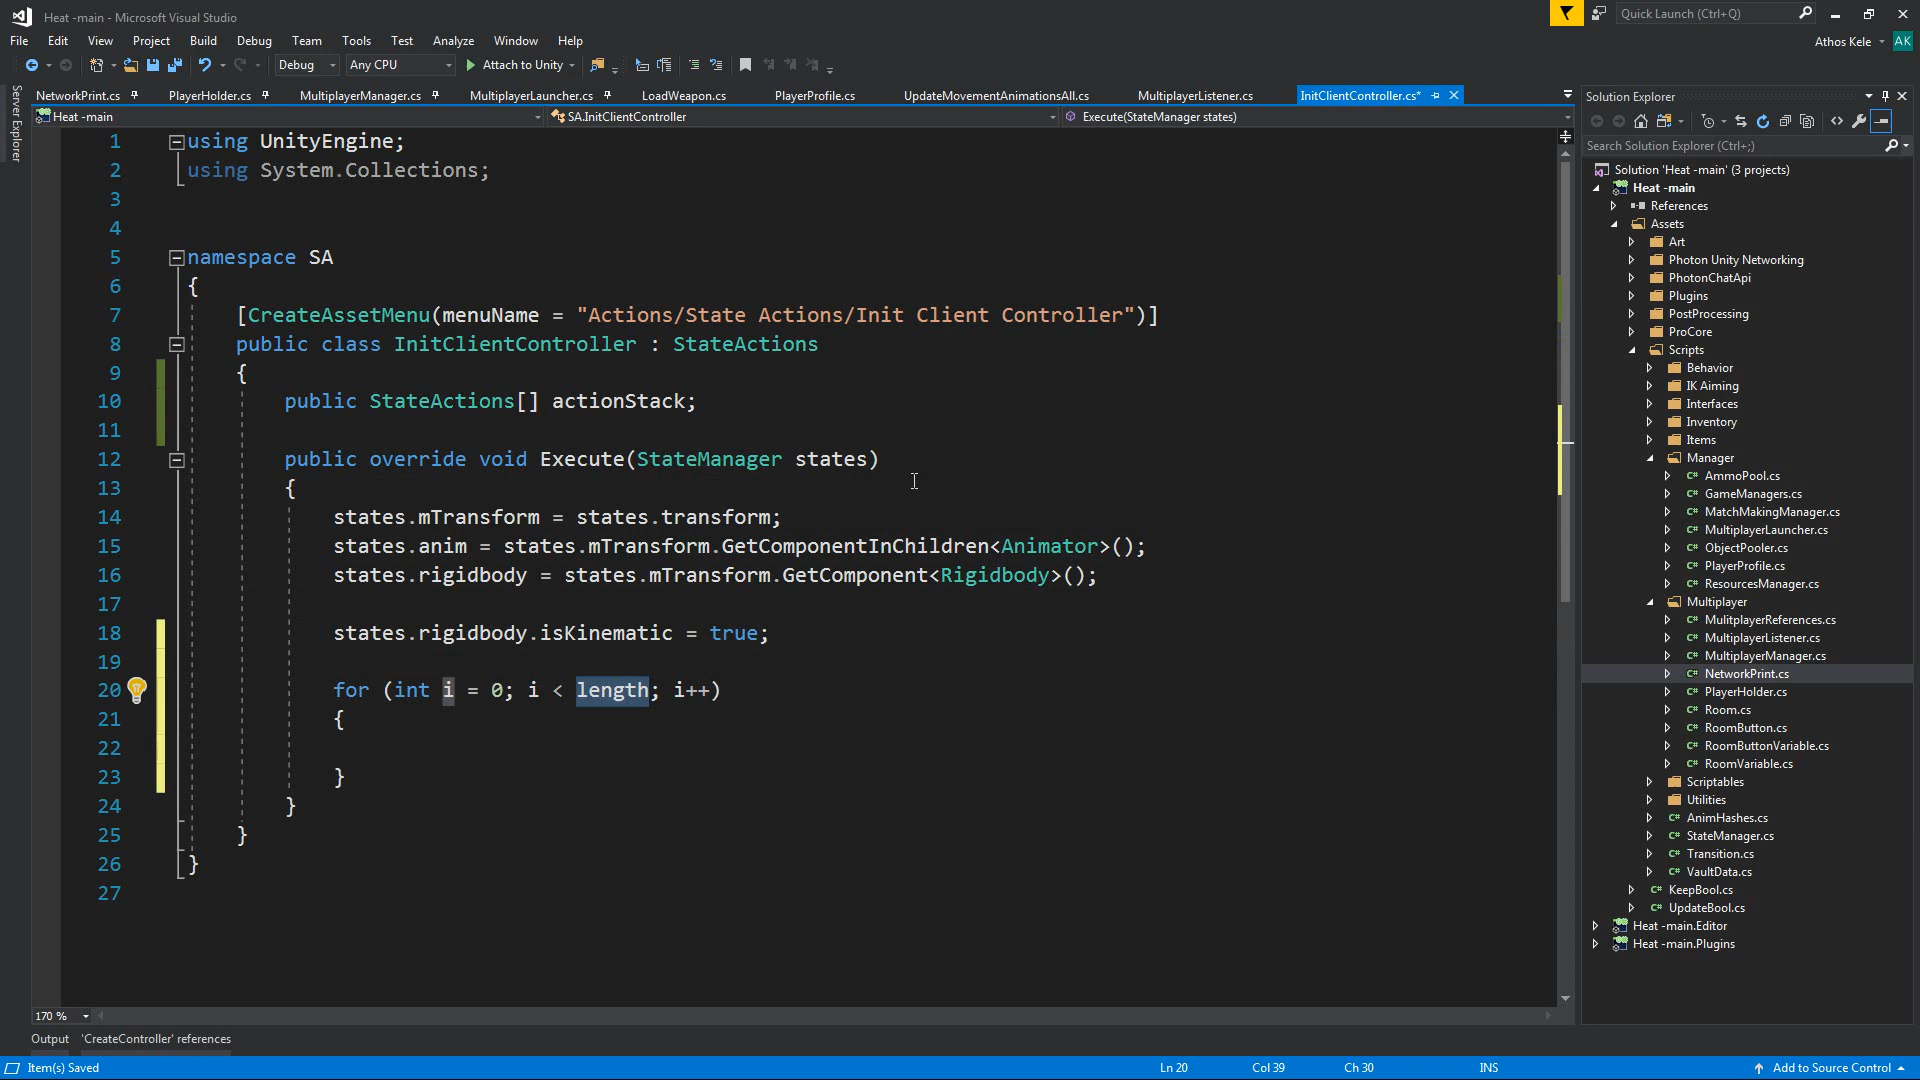 Heat -main - Microsoft Visual Studio
Quick Launch (Ctrl+Q)
File Edit View Project Build Debug Team Tools Test Analyze Window Help
Athos Kele AK
Debug Any CPU Attach to Unity
NetworkPrint.cs PlayerHolder.cs MultiplayerManager.cs MultiplayerLauncher.cs LoadWeapon.cs PlayerProfile.cs UpdateMovementAnimationsAll.cs MultiplayerListener.cs InitClientController.cs*
Heat -main SA.InitClientController Execute(StateManager states)
Server Explorer
1 using UnityEngine;
2 using System.Collections;
3
4
5 namespace SA
6 {
7 [CreateAssetMenu(menuName = "Actions/State Actions/Init Client Controller")]
8 public class InitClientController : StateActions
9 {
10 public StateActions[] actionStack;
11
12 public override void Execute(StateManager states)
13 {
14 states.mTransform = states.transform;
15 states.anim = states.mTransform.GetComponentInChildren<Animator>();
16 states.rigidbody = states.mTransform.GetComponent<Rigidbody>();
17
18 states.rigidbody.isKinematic = true;
19
20 for (int i = 0; i < length; i++)
21 {
22
23 }
24 }
25 }
26 }
27
170 %
Output 'CreateController' references
Item(s) Saved
Ln 20 Col 39 Ch 30 INS
Add to Source Control
Solution Explorer
Search Solution Explorer (Ctrl+;)
Solution 'Heat -main' (3 projects)
Heat -main
References
Assets
Art
Photon Unity Networking
PhotonChatApi
Plugins
PostProcessing
ProCore
Scripts
Behavior
IK Aiming
Interfaces
Inventory
Items
Manager
C# AmmoPool.cs
C# GameManagers.cs
C# MatchMakingManager.cs
C# MultiplayerLauncher.cs
C# ObjectPooler.cs
C# PlayerProfile.cs
C# ResourcesManager.cs
Multiplayer
C# MulitplayerReferences.cs
C# MultiplayerListener.cs
C# MultiplayerManager.cs
C# NetworkPrint.cs
C# PlayerHolder.cs
C# Room.cs
C# RoomButton.cs
C# RoomButtonVariable.cs
C# RoomVariable.cs
Scriptables
Utilities
C# AnimHashes.cs
C# StateManager.cs
C# Transition.cs
C# VaultData.cs
C# KeepBool.cs
C# UpdateBool.cs
Heat -main.Editor
Heat -main.Plugins